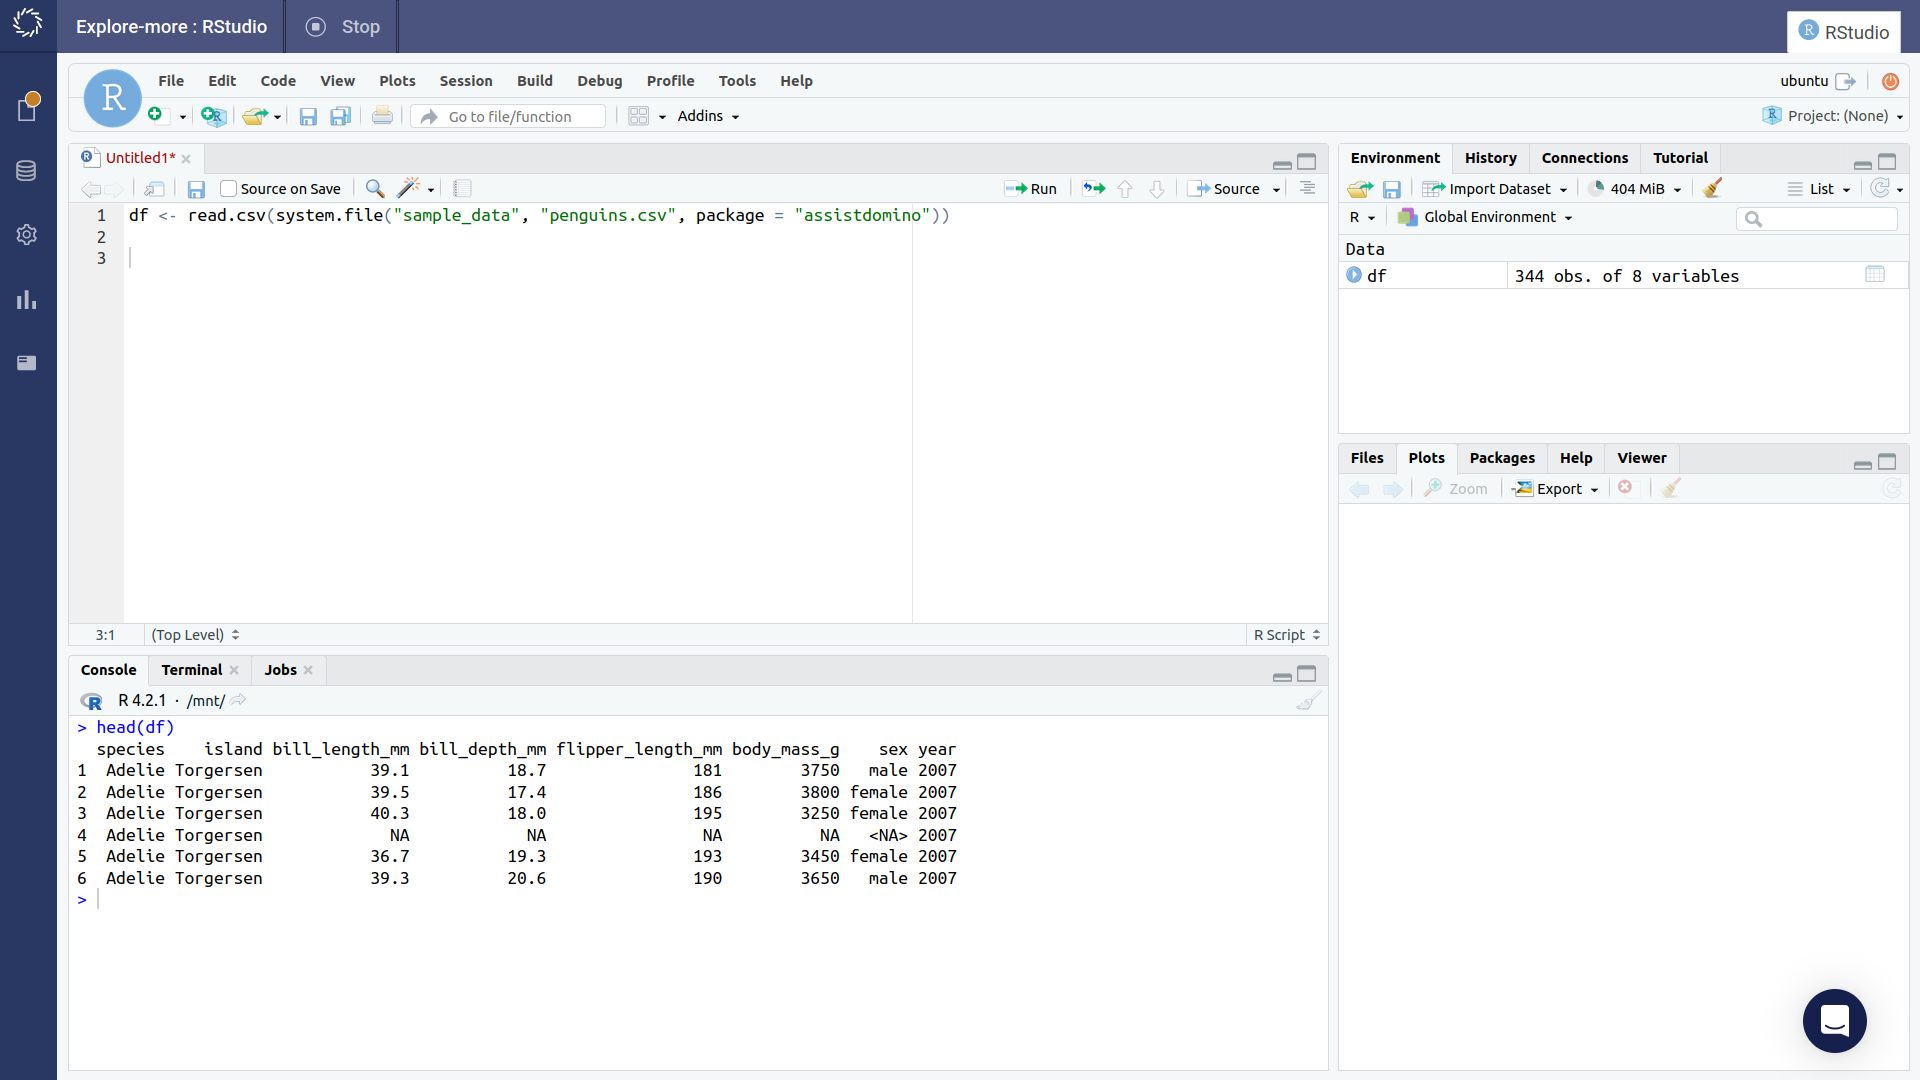 Explore-more : RStudio Stop RStudio
File Edit Code View Plots Session Build Debug Profile Tools Help ubuntu
R Go to file/function Addins Project: (None)
Untitled1*
Source on Save Run Source
1 df <- read.csv(system.file("sample_data", "penguins.csv", package = "assistdomino"))
2
3
3:1 (Top Level) R Script
Console Terminal Jobs
R 4.2.1 · /mnt/
> head(df)
species island bill_length_mm bill_depth_mm flipper_length_mm body_mass_g sex year
1 Adelie Torgersen 39.1 18.7 181 3750 male 2007
2 Adelie Torgersen 39.5 17.4 186 3800 female 2007
3 Adelie Torgersen 40.3 18.0 195 3250 female 2007
4 Adelie Torgersen NA NA NA NA <NA> 2007
5 Adelie Torgersen 36.7 19.3 193 3450 female 2007
6 Adelie Torgersen 39.3 20.6 190 3650 male 2007
>
Environment History Connections Tutorial
Import Dataset 404 MiB List
R Global Environment
Data
df 344 obs. of 8 variables
Files Plots Packages Help Viewer
Zoom Export